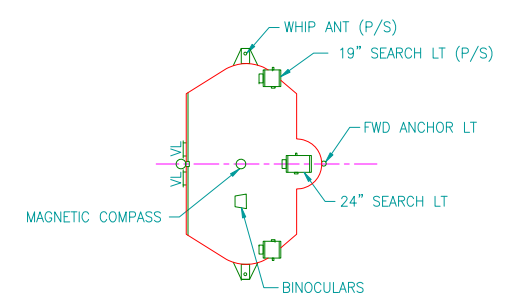 WHIP ANT (P/S)
19" SEARCH LT (P/S)
FWD ANCHOR LT
VL
VL
24" SEARCH LT
MAGNETIC COMPASS
BINOCULARS